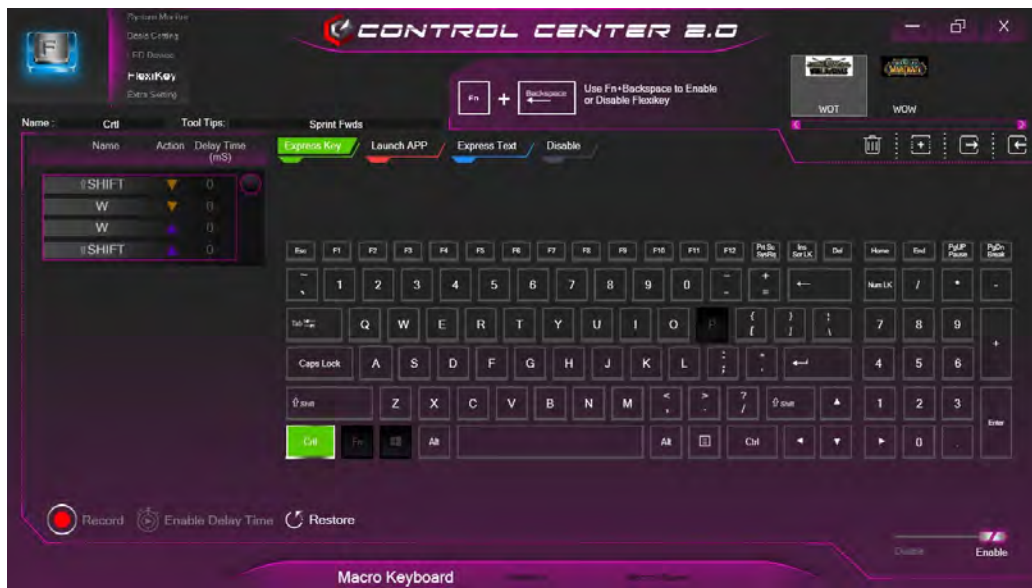 System Monitor
LED Device
FlexiKey
Extra Setting
CONTROL CENTER 2.0
Fn + Backspace
Use Fn+Backspace to Enable
or Disable Flexikey
WOT
WOW
Name : Crtl Tool Tips: Sprint Fwds
Name Action Delay Time
(mS)
Express Key Launch APP Express Text Disable
⇧SHIFT 0
W 0
W 0
⇧SHIFT 0
Esc F1 F2 F3 F4 F5 F6 F7 F8 F9 F10 F11 F12 Prt Sc Ins Del Home End PgUP PgDn
SysRq Scr LK Pause Break
~ 1 2 3 4 5 6 7 8 9 0 - + ← Num LK / * -
` =
Tab Q W E R T Y U I O P { } 7 8 9 +
[ ] \
Caps Lock A S D F G H J K L : " 4 5 6
; '
⇧ Shift Z X C V B N M < > ? ⇧ Shift ▲ 1 2 3 Enter
, . /
Crtl Fn Alt Alt Ctrl ◄ ▼ ► 0 .
Record Enable Delay Time Restore
Disable Enable
Macro Keyboard